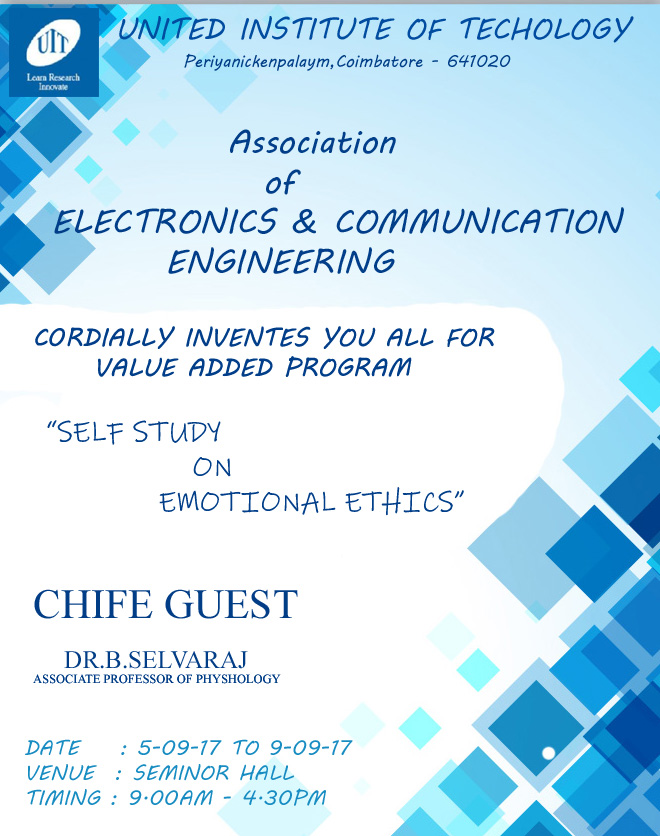 UIT
Learn Research
Innovate
UNITED INSTITUTE OF TECHOLOGY
Periyanickenpalaym,Coimbatore - 641020
Association
of
ELECTRONICS & COMMUNICATION
ENGINEERING
CORDIALLY INVENTES YOU ALL FOR
VALUE ADDED PROGRAM
“SELF STUDY
ON
EMOTIONAL ETHICS”
CHIFE GUEST
DR.B.SELVARAJ
ASSOCIATE PROFESSOR OF PHYSHOLOGY
DATE : 5-09-17 TO 9-09-17
VENUE : SEMINOR HALL
TIMING : 9.00AM - 4.30PM